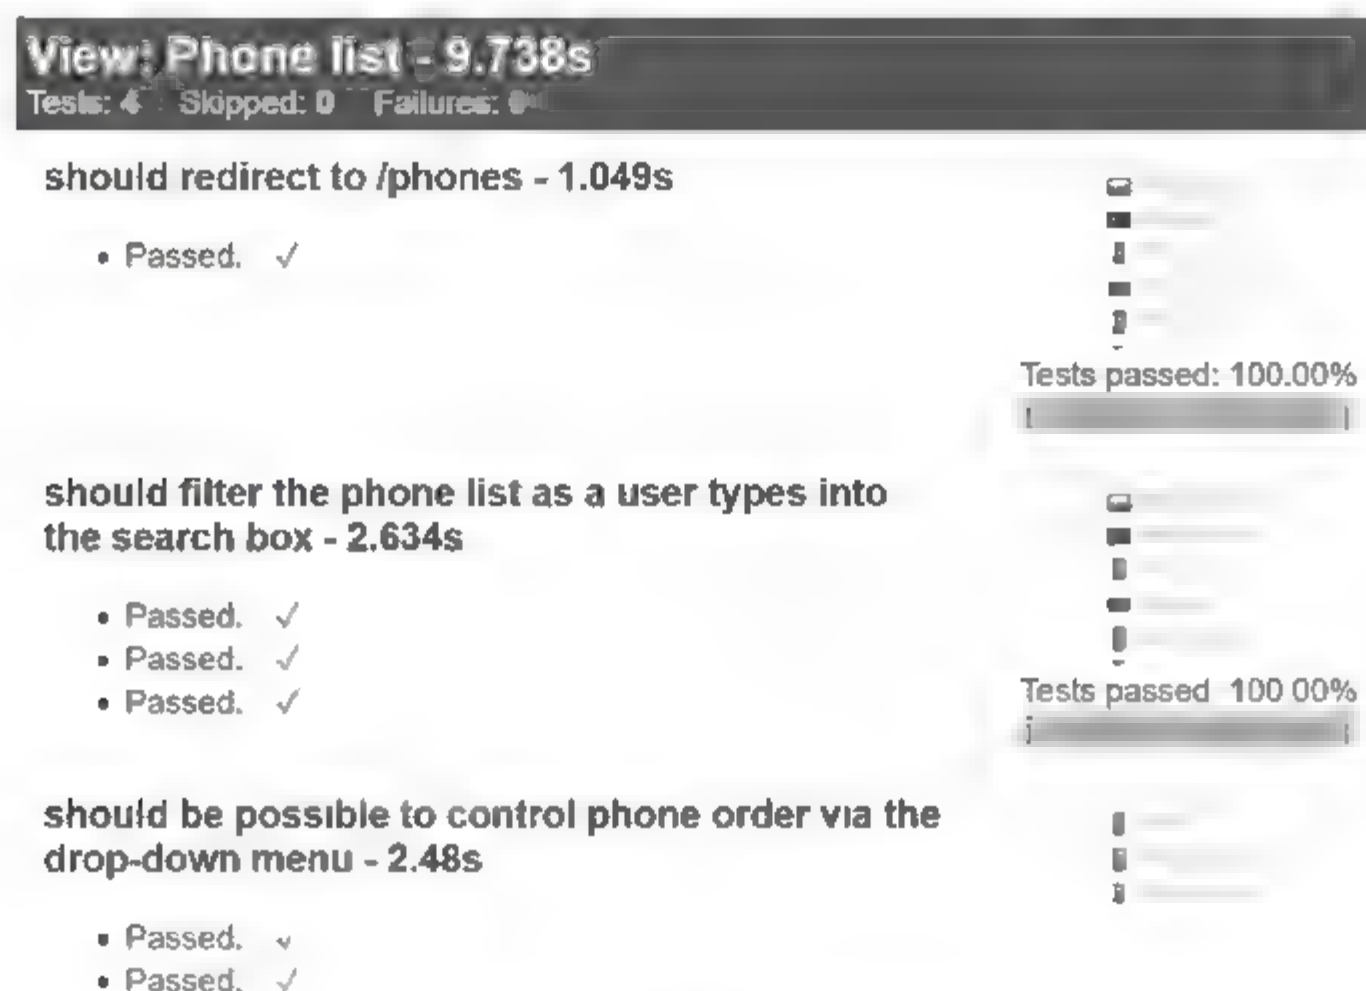 View: Phone list - 9.738s
Tests: 4 Skipped: 0 Failures: 0
should redirect to /phones - 1.049s
• Passed. ✓
Tests passed: 100.00%
should filter the phone list as a user types into
the search box - 2.634s
• Passed. ✓
• Passed. ✓
• Passed. ✓
Tests passed 100 00%
should be possible to control phone order via the
drop-down menu - 2.48s
• Passed. ✓
• Passed. ✓